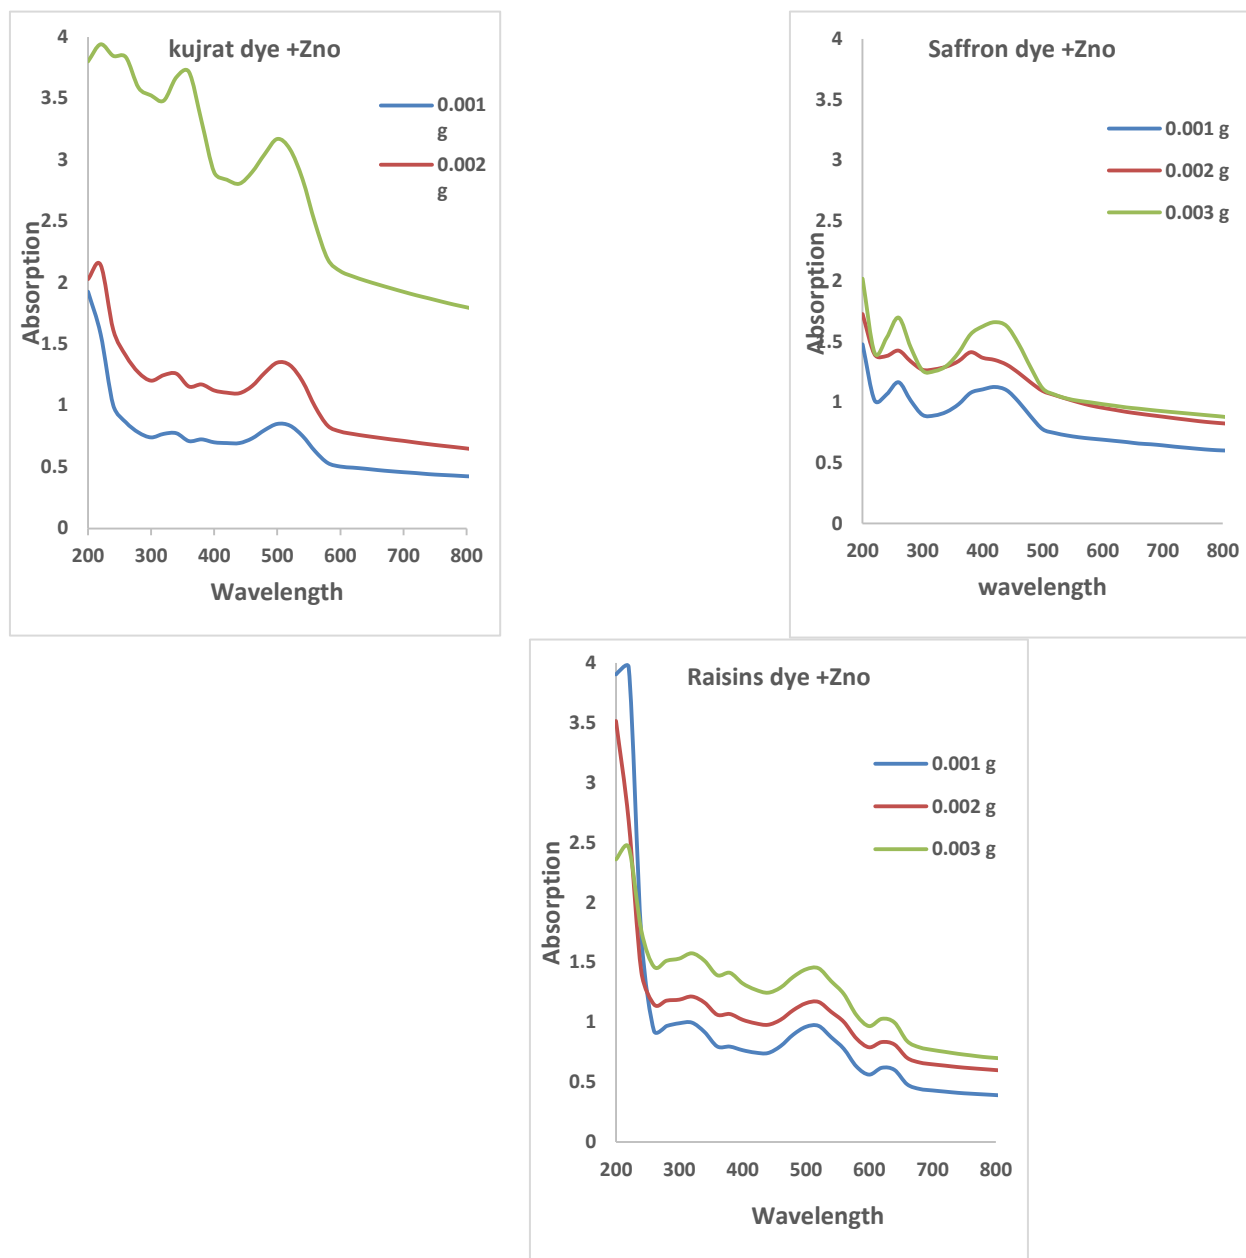 kujrat dye +Zno
4
3.5
3
2.5
2
1.5
1
0.5
0
Absorption
0.001
g
0.002
g
200 300 400 500 600 700 800
Wavelength
Saffron dye +Zno
4
3.5
3
2.5
2
1.5
1
0.5
0
Absorption
0.001 g
0.002 g
0.003 g
200 300 400 500 600 700 800
wavelength
Raisins dye +Zno
4
3.5
3
2.5
2
1.5
1
0.5
0
Absorption
0.001 g
0.002 g
0.003 g
200 300 400 500 600 700 800
Wavelength